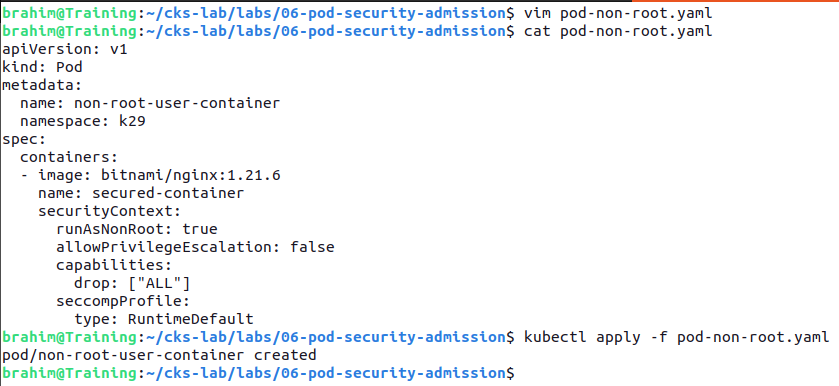 brahim@Training:~/cks-lab/labs/06-pod-security-admission$ vim pod-non-root.yaml
brahim@Training:~/cks-lab/labs/06-pod-security-admission$ cat pod-non-root.yaml
apiVersion: v1
kind: Pod
metadata:
  name: non-root-user-container
  namespace: k29
spec:
  containers:
  - image: bitnami/nginx:1.21.6
    name: secured-container
    securityContext:
      runAsNonRoot: true
      allowPrivilegeEscalation: false
      capabilities:
        drop: ["ALL"]
      seccompProfile:
        type: RuntimeDefault
brahim@Training:~/cks-lab/labs/06-pod-security-admission$ kubectl apply -f pod-non-root.yaml
pod/non-root-user-container created
brahim@Training:~/cks-lab/labs/06-pod-security-admission$